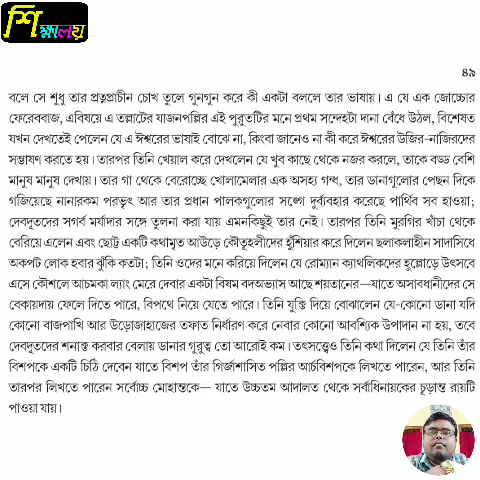 শিক্ষালয়
৪৯
বলে সে শুধু তার প্রত্নপ্রাচীন চোখ তুলে গুনগুন করে কী একটা বললে তার ভাষায়। এ যে এক জোচ্চোর
ফেরেববাজ, এবিষয়ে এ তল্লাটের যাজনপল্লির এই পুরুতটির মনে প্রথম সন্দেহটা দানা বেঁধে উঠল, বিশেষত
যখন দেখতেই পেলেন যে এ ঈশ্বরের ভাষাই বোঝে না, কিংবা জানেও না কী করে ঈশ্বরের উজির-নাজিরদের
সম্ভাষণ করতে হয়। তারপর তিনি খেয়াল করে দেখলেন যে খুব কাছে থেকে নজর করলে, তাকে বড্ড বেশি
মানুষ মানুষ দেখায়। তার গা থেকে বেরোচ্ছে খোলামেলার এক অসহ্য গন্ধ, তার ডানাগুলোর পেছন দিকে
গজিয়েছে নানারকম পরভৃৎ আর তার প্রধান পালকগুলোর সঙ্গে দুর্ব্যবহার করেছে পার্থিব সব হাওয়া;
দেবদূতদের সগর্ব মর্যাদার সঙ্গে তুলনা করা যায় এমনকিছুই তার নেই। তারপর তিনি মুরগির খাঁচা থেকে
বেরিয়ে এলেন এবং ছোট্ট একটি কথামৃত আউড়ে কৌতূহলীদের হুঁশিয়ার করে দিলেন ছলাকলাহীন সাদাসিধে
অকপট লোক হবার ঝুঁকি কতটা; তিনি ওদের মনে করিয়ে দিলেন যে রোম্যান ক্যাথলিকদের হুল্লোড়ে উৎসবে
এসে কৌশলে আচমকা ল্যাং মেরে দেবার একটা বিষম বদঅভ্যাস আছে শয়তানের—যাতে অসাবধানীদের সে
বেকায়দায় ফেলে দিতে পারে, বিপথে নিয়ে যেতে পারে। তিনি যুক্তি দিয়ে বোঝালেন যে-কোনো ডানা যদি
কোনো বাজপাখি আর উড়োজাহাজের তফাত নির্ধারণ করে নেবার কোনো আবশ্যিক উপাদান না হয়, তবে
দেবদূতদের শনাক্ত করবার বেলায় ডানার গুরুত্ব তো আরোই কম। তৎসত্ত্বেও তিনি কথা দিলেন যে তিনি তাঁর
বিশপকে একটি চিঠি দেবেন যাতে বিশপ তাঁর গির্জাশাসিত পল্লির আর্চবিশপকে লিখতে পারেন, আর তিনি
তারপর লিখতে পারেন সর্বোচ্চ মোহান্তকে— যাতে উচ্চতম আদালত থেকে সর্বাধিনায়কের চূড়ান্ত রায়টি
পাওয়া যায়।